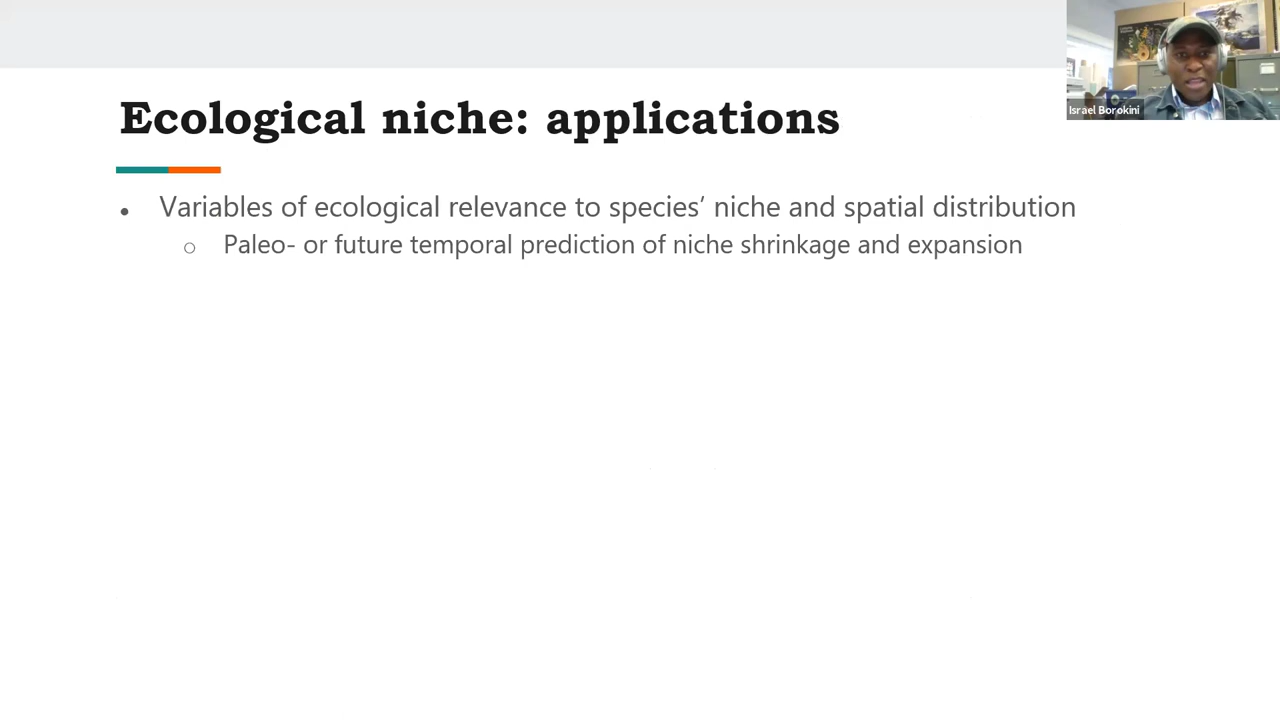 Ecological niche: applications
Israel Borokini
• Variables of ecological relevance to species’ niche and spatial distribution
○ Paleo- or future temporal prediction of niche shrinkage and expansion